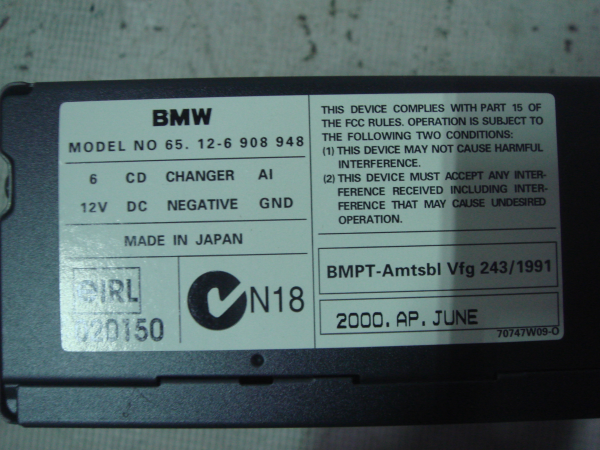 BMW
MODEL NO 65. 12-6 908 948
6 CD CHANGER AI
12V DC NEGATIVE GND
MADE IN JAPAN
N18
THIS DEVICE COMPLIES WITH PART 15 OF
THE FCC RULES. OPERATION IS SUBJECT TO
THE FOLLOWING TWO CONDITIONS:
(1) THIS DEVICE MAY NOT CAUSE HARMFUL
INTERFERENCE.
(2) THIS DEVICE MUST ACCEPT ANY INTER-
FERENCE RECEIVED INCLUDING INTER-
FERENCE THAT MAY CAUSE UNDESIRED
OPERATION.
BMPT-Amtsbl Vfg 243/1991
2000. AP. JUNE
70747W09-O